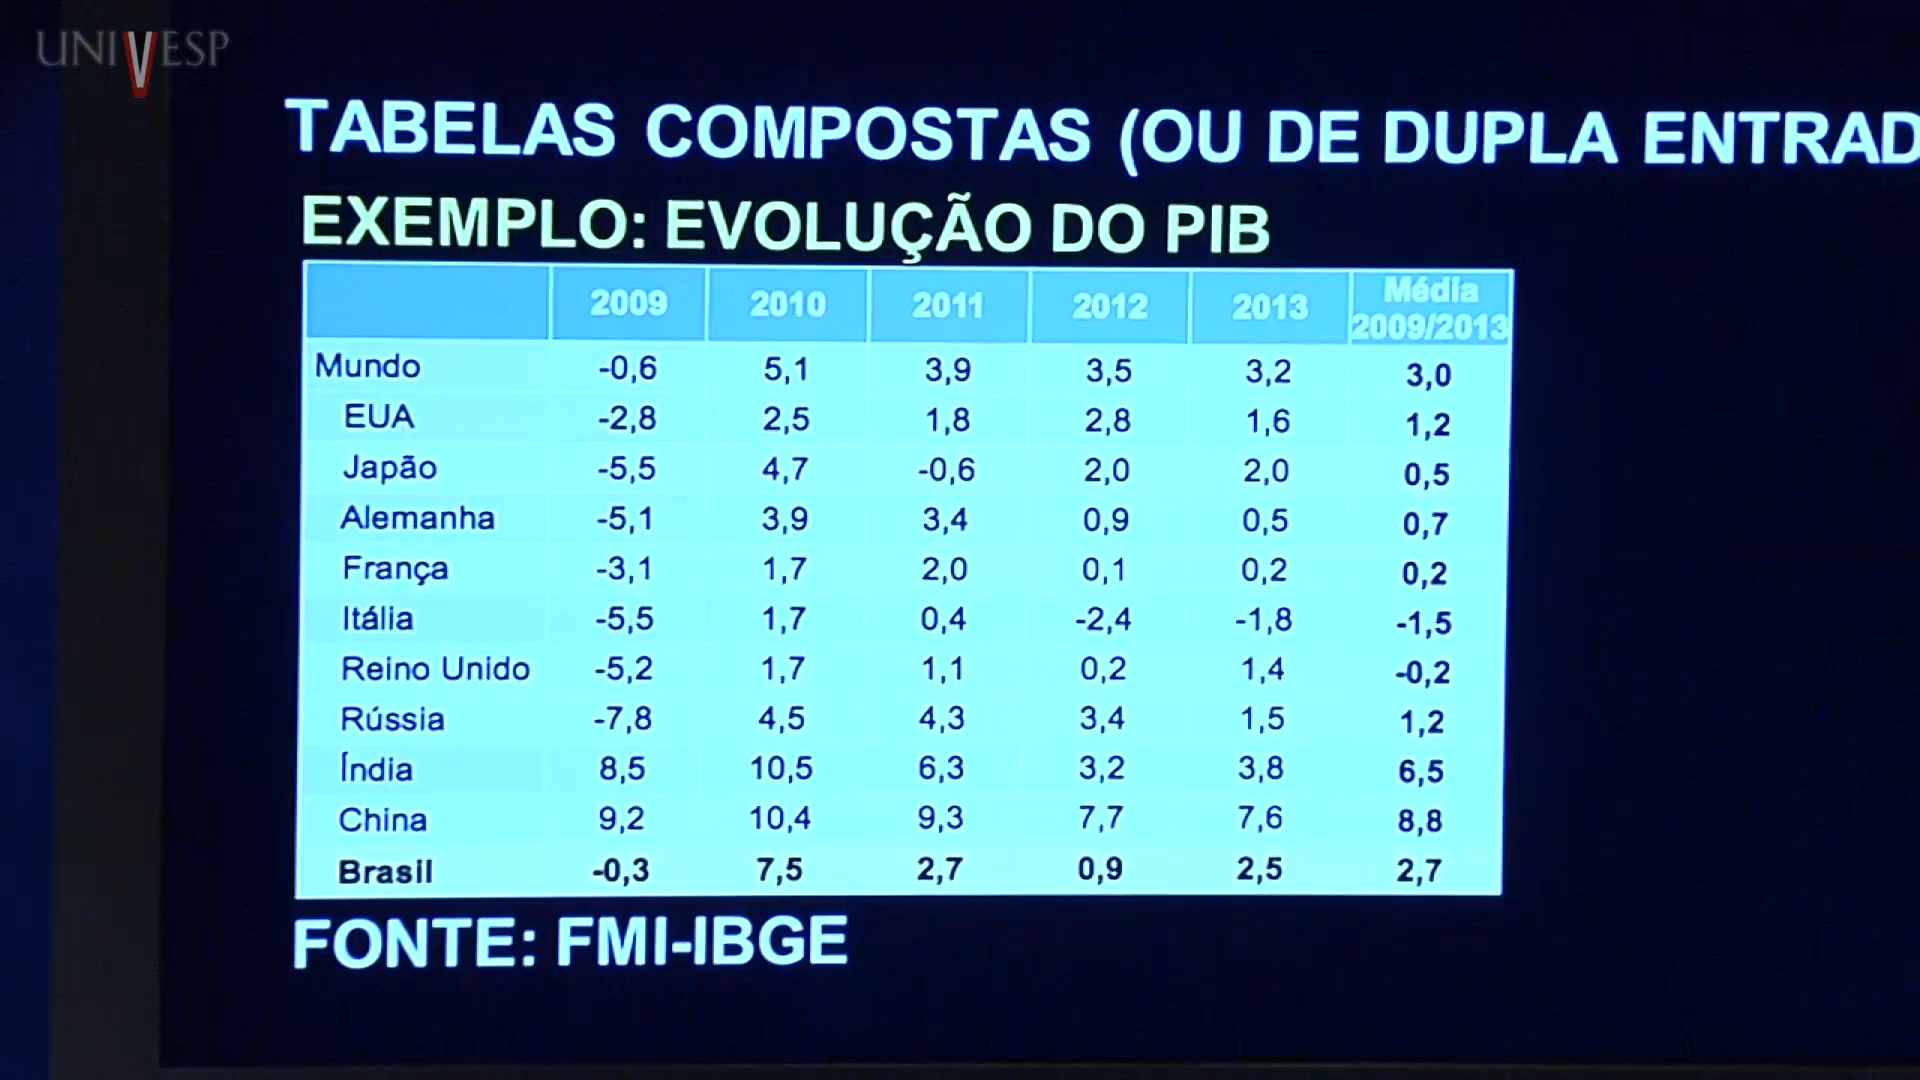 UNIVESP
TABELAS COMPOSTAS (OU DE DUPLA ENTRAD
EXEMPLO: EVOLUÇÃO DO PIB
2009 2010 2011 2012 2013 Média 2009/2013
Mundo -0,6 5,1 3,9 3,5 3,2 3,0
EUA -2,8 2,5 1,8 2,8 1,6 1,2
Japão -5,5 4,7 -0,6 2,0 2,0 0,5
Alemanha -5,1 3,9 3,4 0,9 0,5 0,7
França -3,1 1,7 2,0 0,1 0,2 0,2
Itália -5,5 1,7 0,4 -2,4 -1,8 -1,5
Reino Unido -5,2 1,7 1,1 0,2 1,4 -0,2
Rússia -7,8 4,5 4,3 3,4 1,5 1,2
Índia 8,5 10,5 6,3 3,2 3,8 6,5
China 9,2 10,4 9,3 7,7 7,6 8,8
Brasil -0,3 7,5 2,7 0,9 2,5 2,7
FONTE: FMI-IBGE